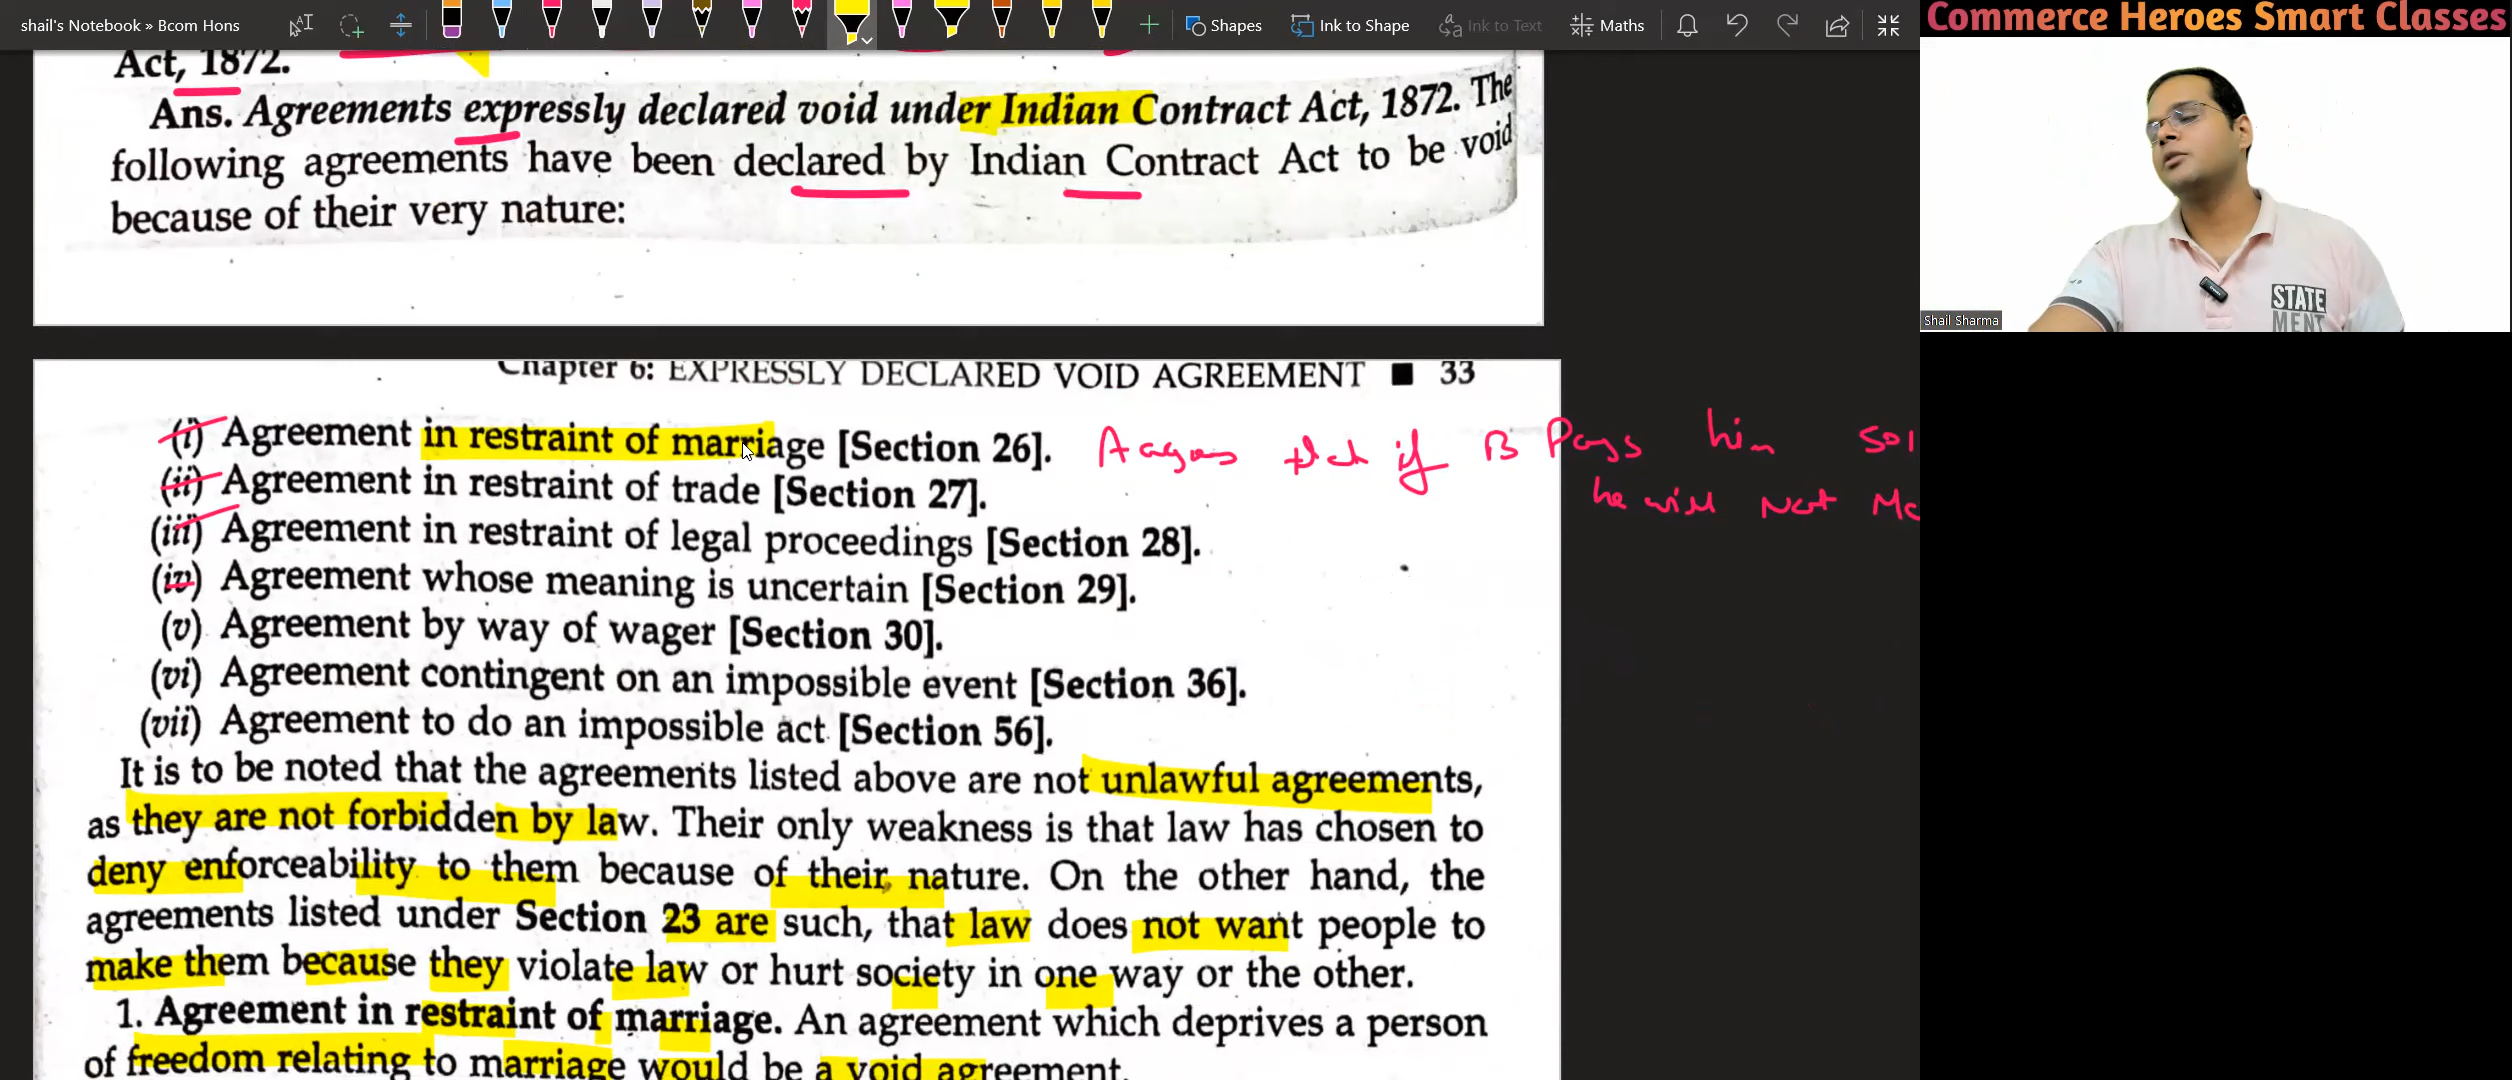 shail's Notebook » Bcom Hons
Shapes
Ink to Shape
Ink to Text
Maths
Commerce Heroes Smart Classes
Act, 1872.
Ans. Agreements expressly declared void under Indian Contract Act, 1872. The
following agreements have been declared by Indian Contract Act to be void
because of their very nature:
STATE
MENT
Shail Sharma
Chapter 6: EXPRESSLY DECLARED VOID AGREEMENT ■ 33
(i) Agreement in restraint of marriage [Section 26].
A agrees that if B Pays him 50l
he will Not Ma
(ii) Agreement in restraint of trade [Section 27].
(iii) Agreement in restraint of legal proceedings [Section 28].
(iv) Agreement whose meaning is uncertain [Section 29].
(v) Agreement by way of wager [Section 30].
(vi) Agreement contingent on an impossible event [Section 36].
(vii) Agreement to do an impossible act [Section 56].
It is to be noted that the agreements listed above are not unlawful agreements,
as they are not forbidden by law. Their only weakness is that law has chosen to
deny enforceability to them because of their nature. On the other hand, the
agreements listed under Section 23 are such, that law does not want people to
make them because they violate law or hurt society in one way or the other.
1. Agreement in restraint of marriage. An agreement which deprives a person
of freedom relating to marriage would be a void agreement.